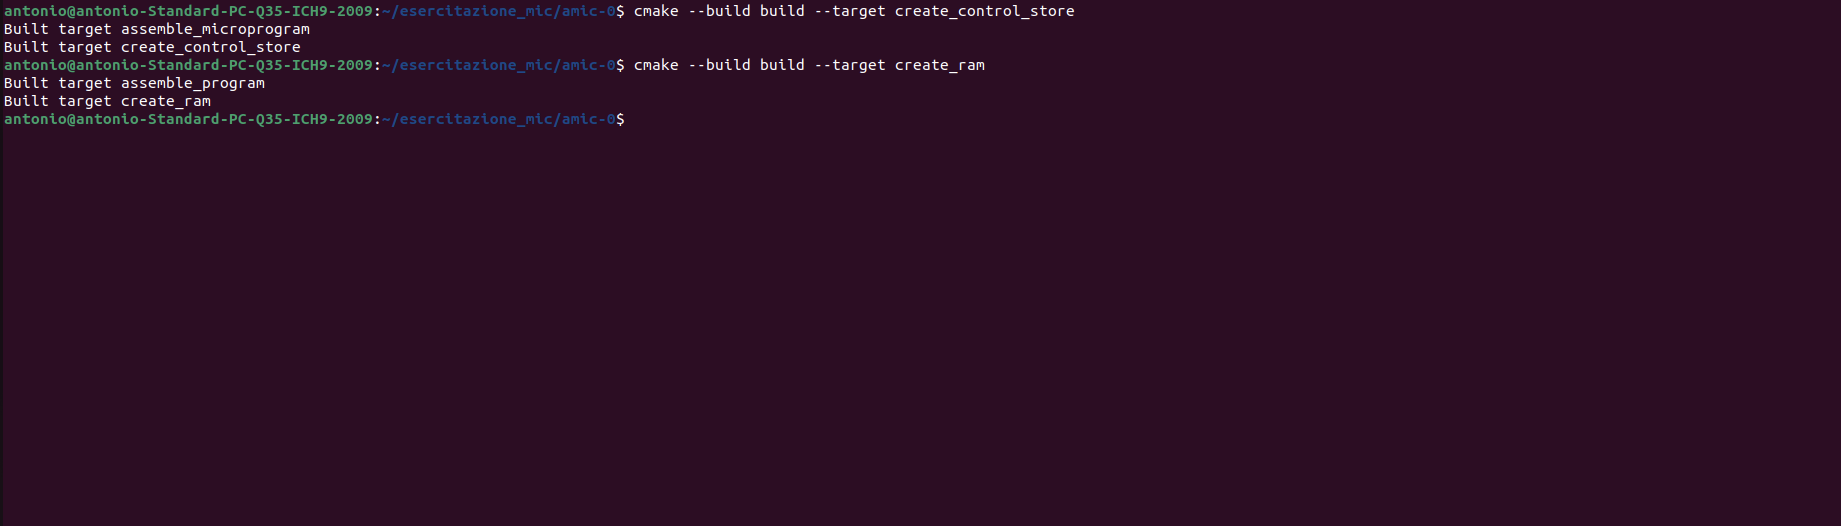 antonio@antonio-Standard-PC-Q35-ICH9-2009:~/esercitazione_mic/amic-0$ cmake --build build --target create_control_store
Built target assemble_microprogram
Built target create_control_store
antonio@antonio-Standard-PC-Q35-ICH9-2009:~/esercitazione_mic/amic-0$ cmake --build build --target create_ram
Built target assemble_program
Built target create_ram
antonio@antonio-Standard-PC-Q35-ICH9-2009:~/esercitazione_mic/amic-0$